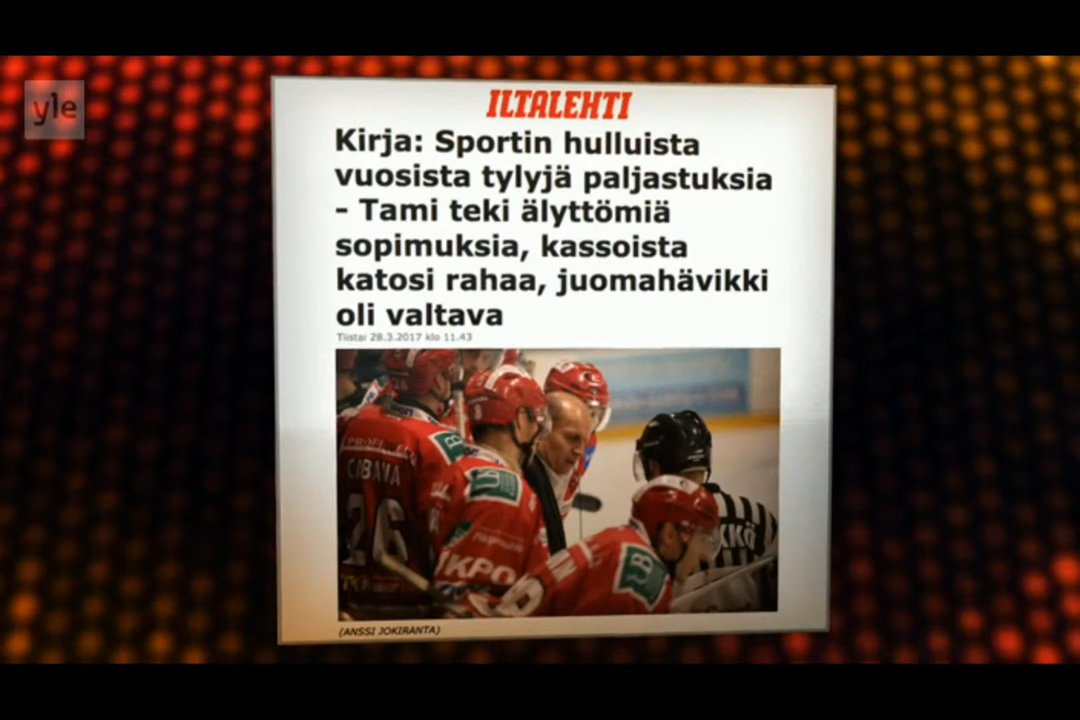 yle
ILTALEHTI
Kirja: Sportin hulluista
vuosista tylyjä paljastuksia
- Tami teki älyttömiä
sopimuksia, kassoista
katosi rahaa, juomahävikki
oli valtava
Tiistai 28.3.2017 klo 11.43
26
(ANSSI JOKIRANTA)